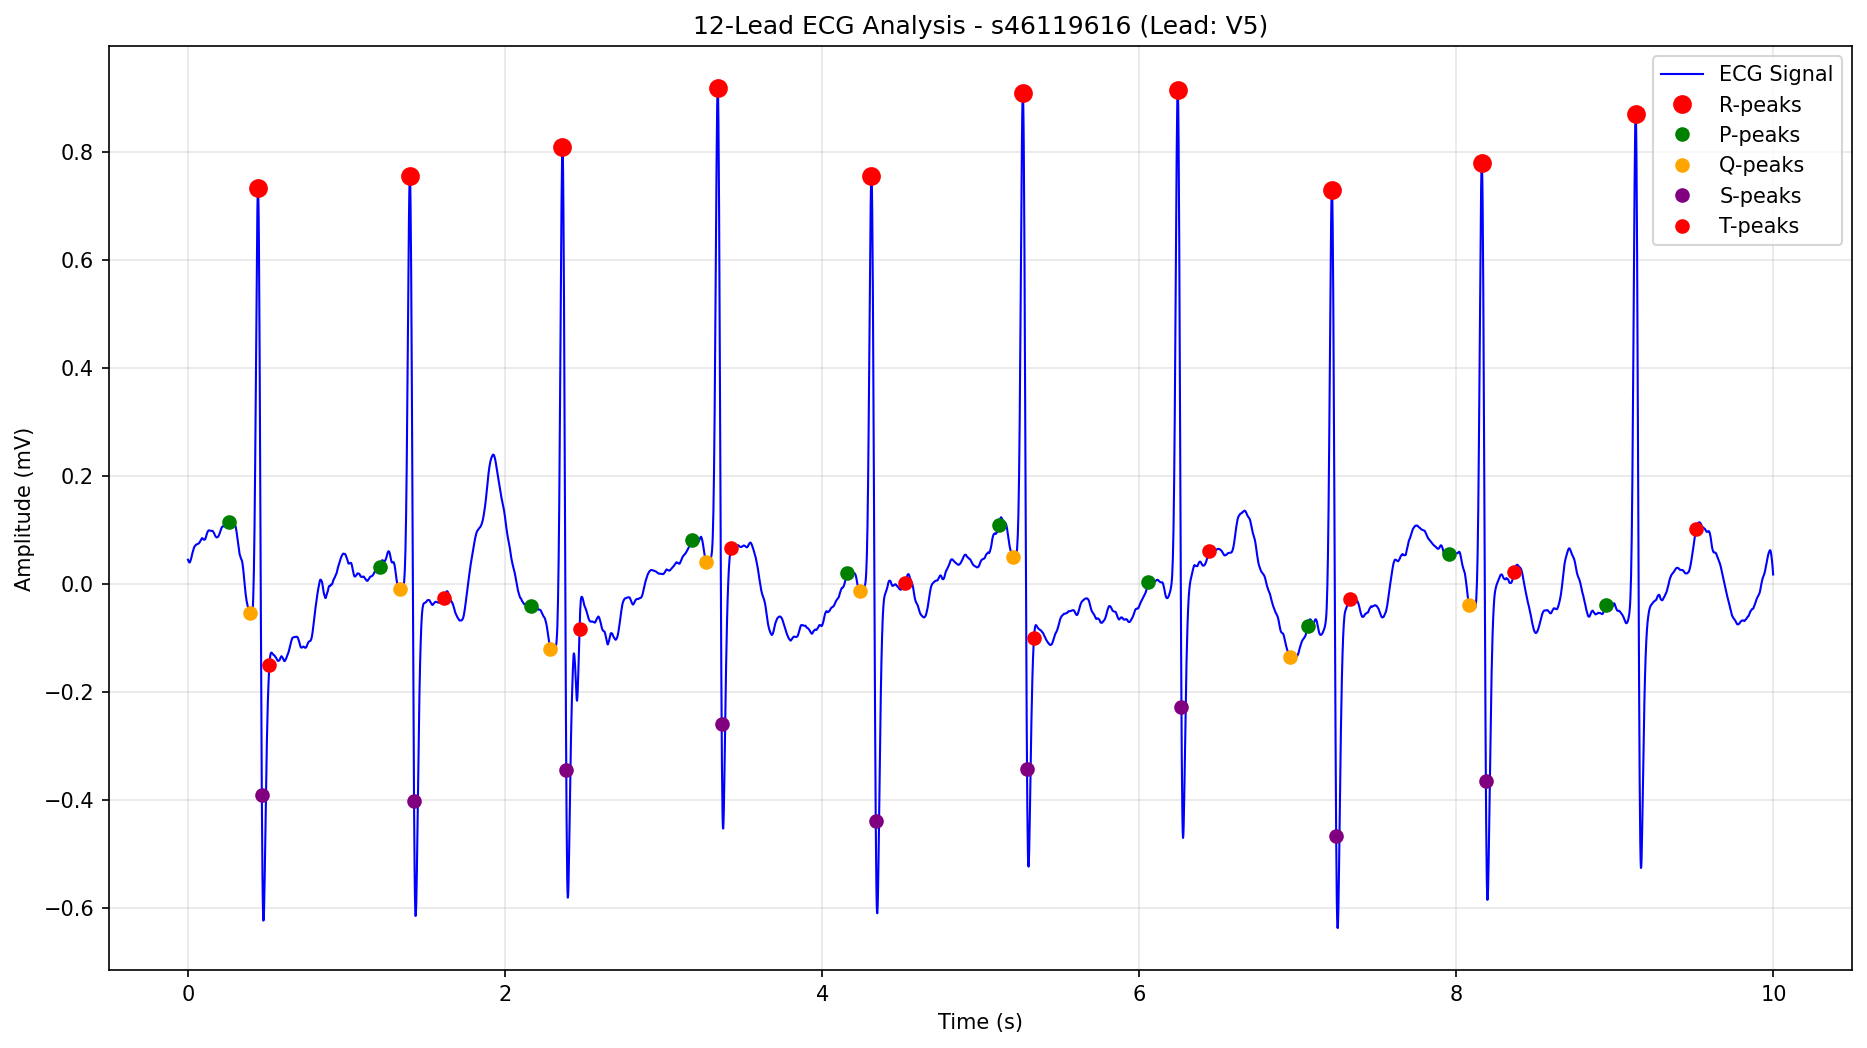 12-Lead ECG Analysis - s46119616 (Lead: V5)
ECG Signal
R-peaks
P-peaks
Q-peaks
S-peaks
T-peaks
Amplitude (mV)
0.8
0.6
0.4
0.2
0.0
−0.2
−0.4
−0.6
0 2 4 6 8 10
Time (s)